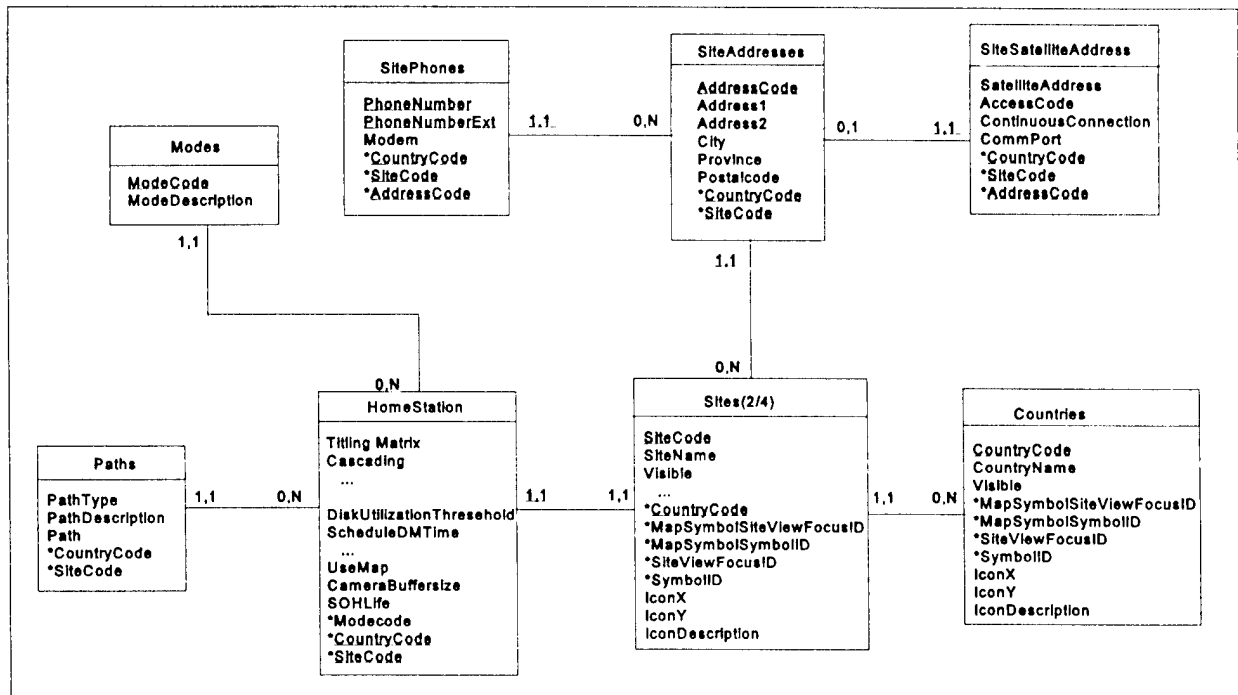 SitePhones
PhoneNumber
PhoneNumberExt
Modem
*CountryCode
*SiteCode
*AddressCode
1,1
0,N
SiteAddresses
AddressCode
Address1
Address2
City
Province
Postalcode
*CountryCode
*SiteCode
0,1
1,1
SiteSatelliteAddress
SatelliteAddress
AccessCode
ContinuousConnection
CommPort
*CountryCode
*SiteCode
*AddressCode
Modes
ModeCode
ModeDescription
1,1
0,N
1,1
0,N
Paths
PathType
PathDescription
Path
*CountryCode
*SiteCode
1,1
0,N
HomeStation
Titling Matrix
Cascading
...
DiskUtilizationThresehold
ScheduleDMTime
...
UseMap
CameraBuffersize
SOHLife
*Modecode
*CountryCode
*SiteCode
1,1
1,1
Sites(2/4)
SiteCode
SiteName
Visible
...
*CountryCode
*MapSymbolSiteViewFocusID
*MapSymbolSymbolID
*SiteViewFocusID
*SymbolID
IconX
IconY
IconDescription
1,1
0,N
Countries
CountryCode
CountryName
Visible
*MapSymbolSiteViewFocusID
*MapSymbolSymbolID
*SiteViewFocusID
*SymbolID
IconX
IconY
IconDescription